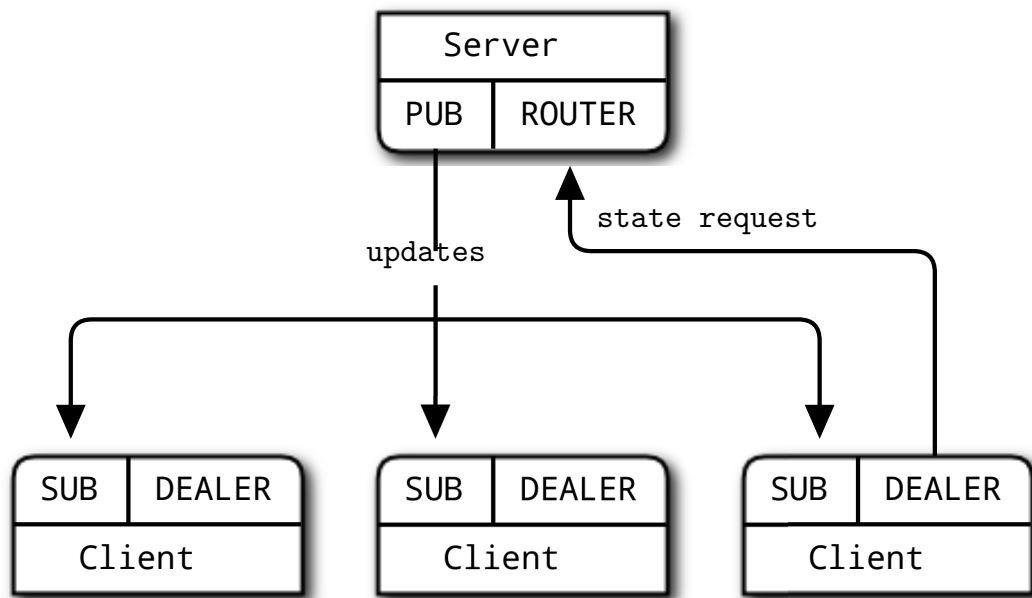 Server
PUB ROUTER
state request
updates
SUB DEALER SUB DEALER SUB DEALER
Client Client Client